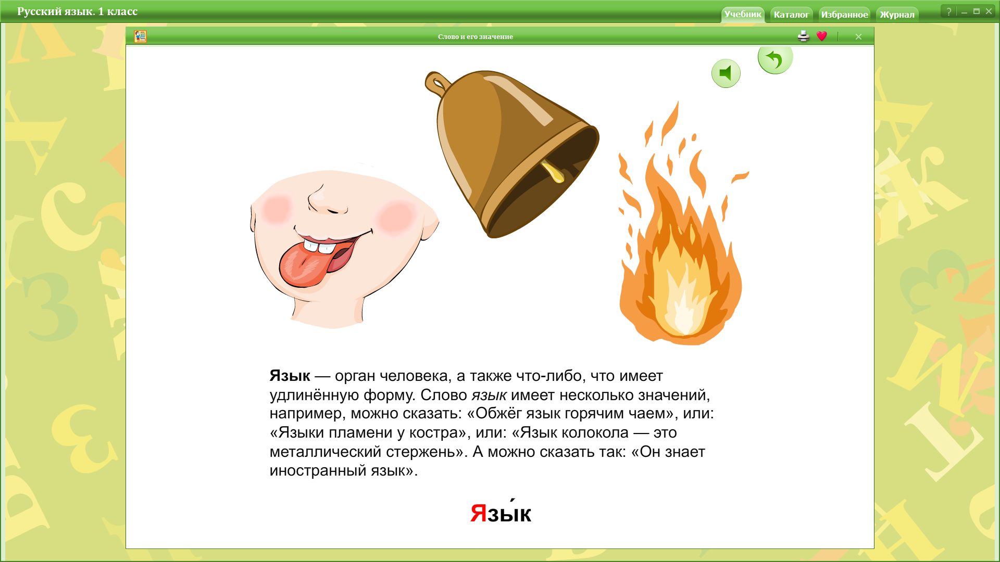 Русский язык. 1 класс
Учебник Каталог Избранное Журнал ?
Слово и его значение
Язык — орган человека, а также что-либо, что имеет
удлинённую форму. Слово язык имеет несколько значений,
например, можно сказать: «Обжёг язык горячим чаем», или:
«Языки пламени у костра», или: «Язык колокола — это
металлический стержень». А можно сказать так: «Он знает
иностранный язык».
Язы́к